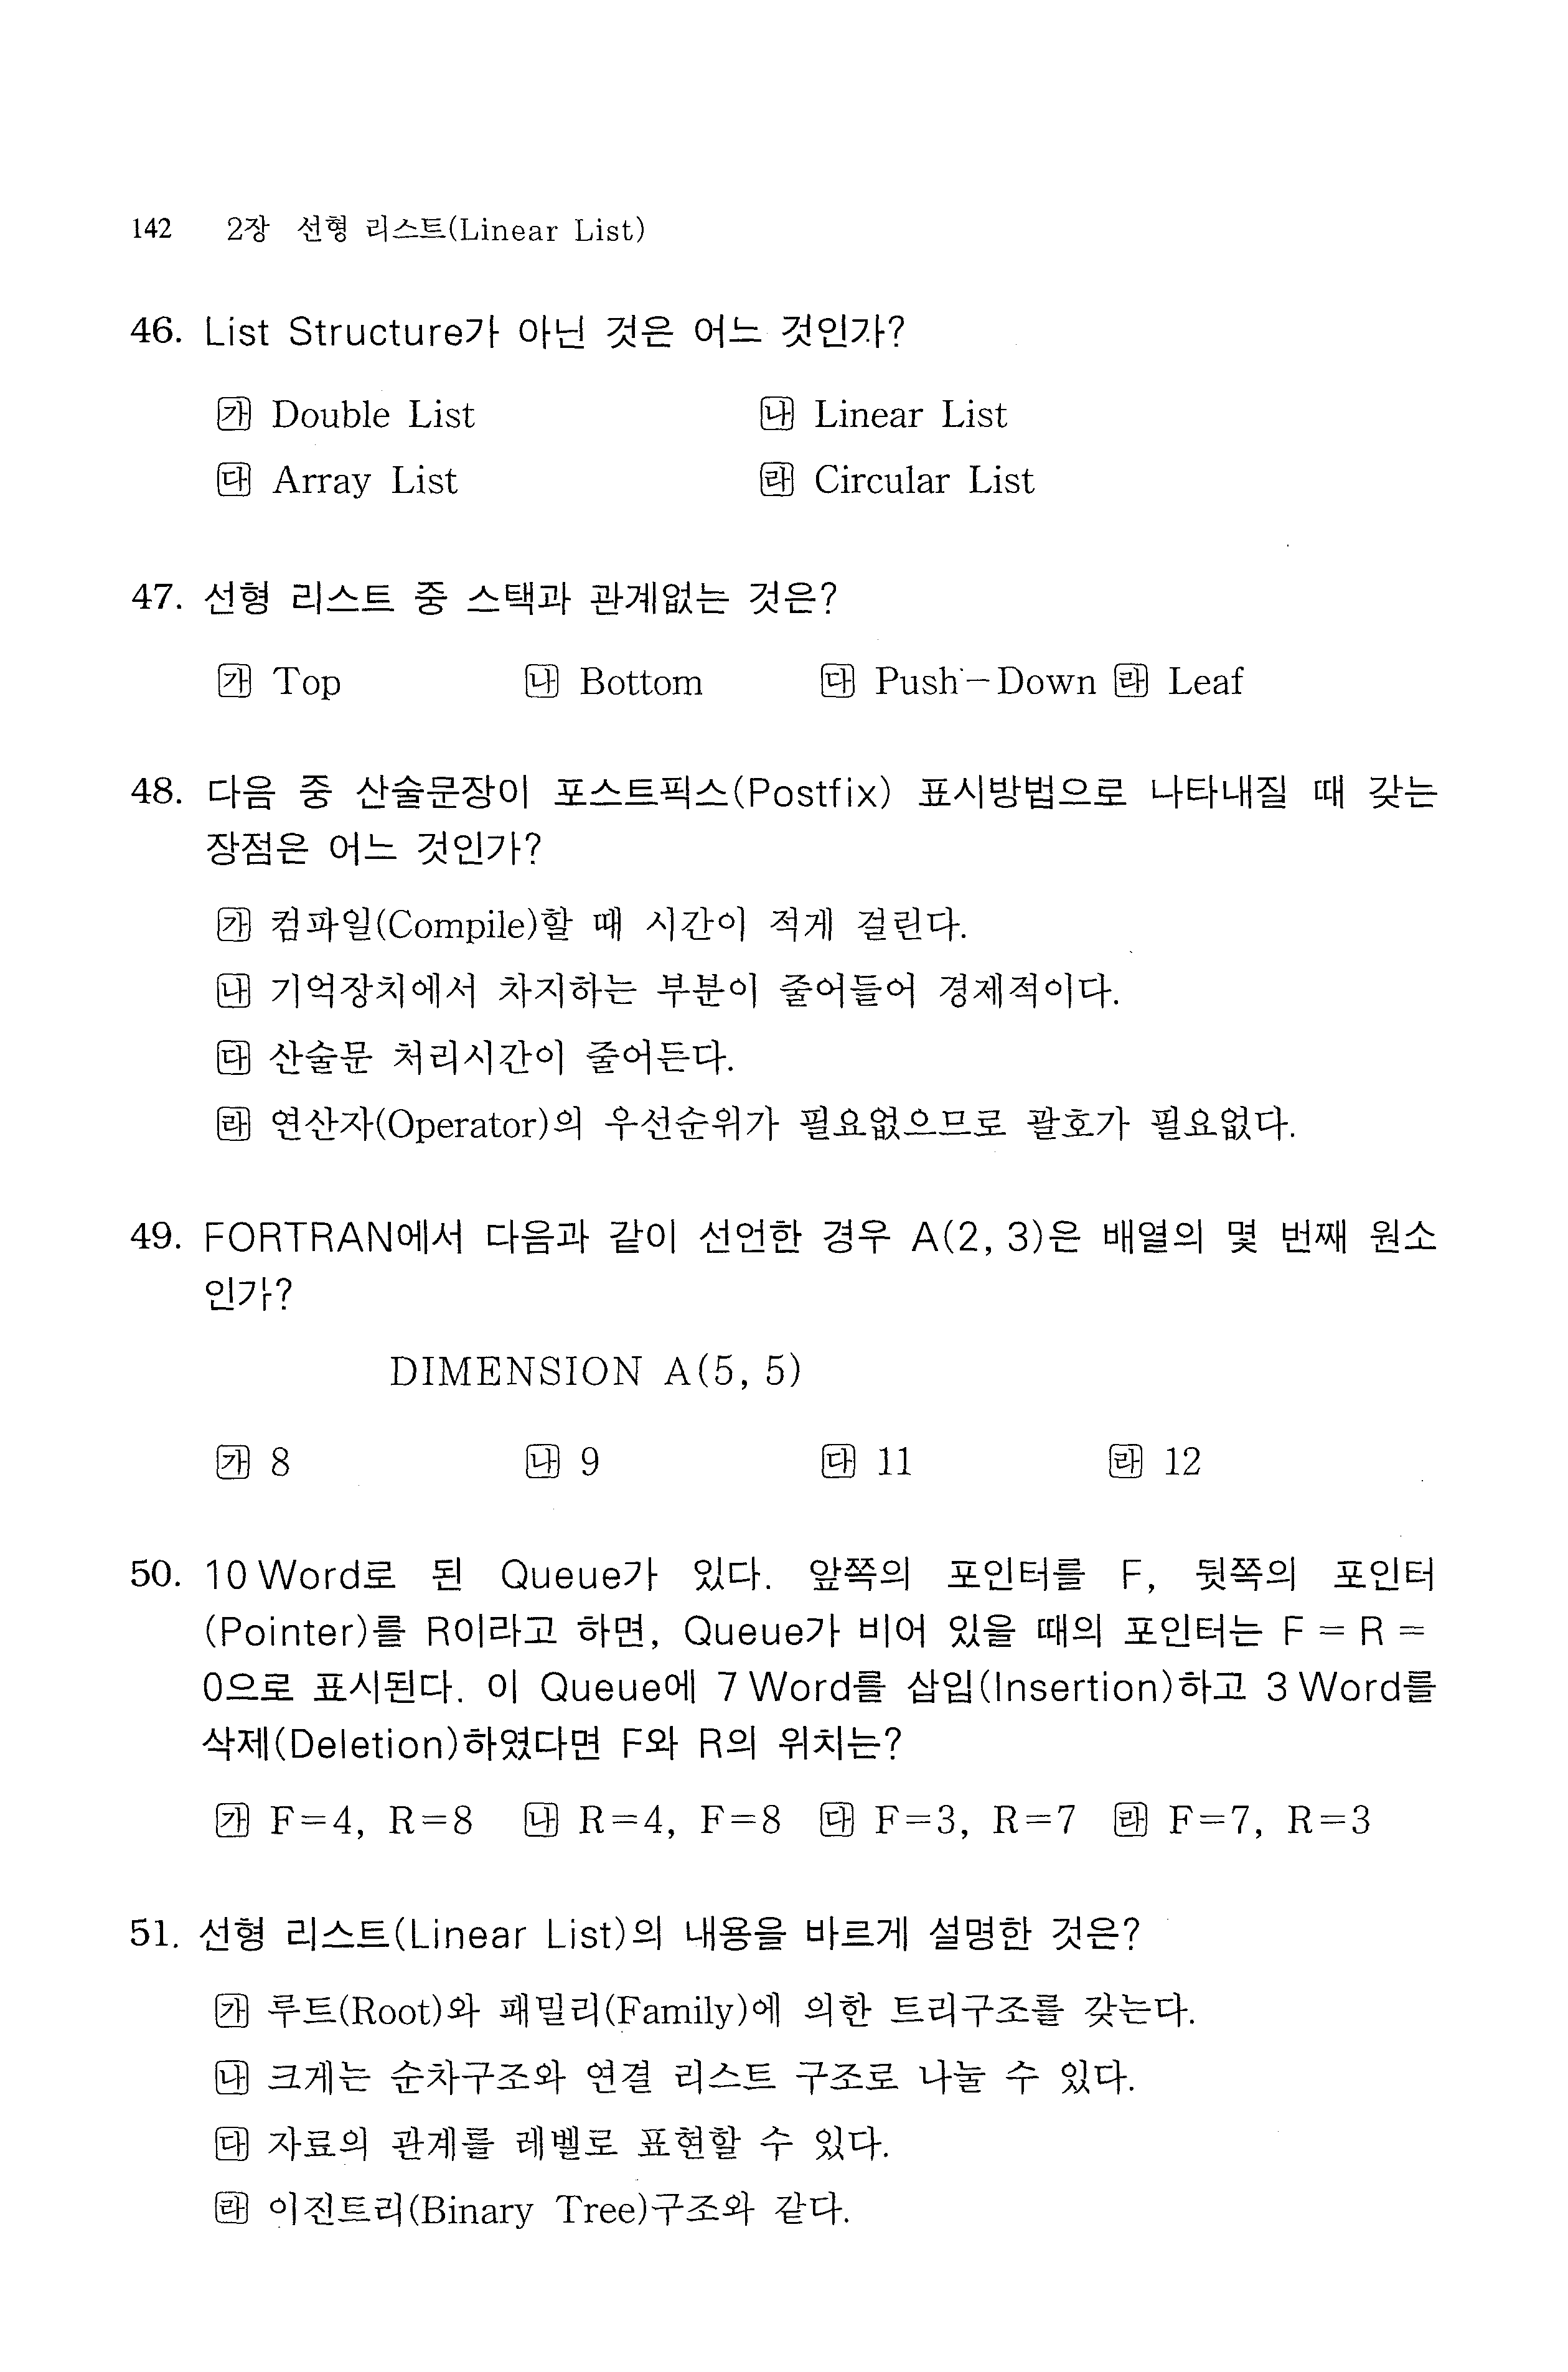 142 2장 선형 리스트(Linear List)
46. List Structure가 아닌 것은 어느 것인가?
㉮ Double List ㉯ Linear List
㉰ Array List ㉱ Circular List
47. 선형 리스트 중 스택과 관계없는 것은?
㉮ Top ㉯ Bottom ㉰ Push-Down ㉱ Leaf
48. 다음 중 산술문장이 포스트픽스(Postfix) 표시방법으로 나타내질 때 갖는
장점은 어느 것인가?
㉮ 컴파일(Compile)할 때 시간이 적게 걸린다.
㉯ 기억장치에서 차지하는 부분이 줄어들어 경제적이다.
㉰ 산술문 처리시간이 줄어든다.
㉱ 연산자(Operator)의 우선순위가 필요없으므로 괄호가 필요없다.
49. FORTRAN에서 다음과 같이 선언한 경우 A(2, 3)은 배열의 몇 번째 원소
인가?
DIMENSION A(5, 5)
㉮ 8 ㉯ 9 ㉰ 11 ㉱ 12
50. 10 Word로 된 Queue가 있다. 앞쪽의 포인터를 F, 뒷쪽의 포인터
(Pointer)를 R이라고 하면, Queue가 비어 있을 때의 포인터는 F = R =
0으로 표시된다. 이 Queue에 7 Word를 삽입(Insertion)하고 3 Word를
삭제(Deletion)하였다면 F와 R의 위치는?
㉮ F=4, R=8 ㉯ R=4, F=8 ㉰ F=3, R=7 ㉱ F=7, R=3
51. 선형 리스트(Linear List)의 내용을 바르게 설명한 것은?
㉮ 루트(Root)와 패밀리(Family)에 의한 트리구조를 갖는다.
㉯ 크게는 순차구조와 연결 리스트 구조로 나눌 수 있다.
㉰ 자료의 관계를 레벨로 표현할 수 있다.
㉱ 이진트리(Binary Tree)구조와 같다.